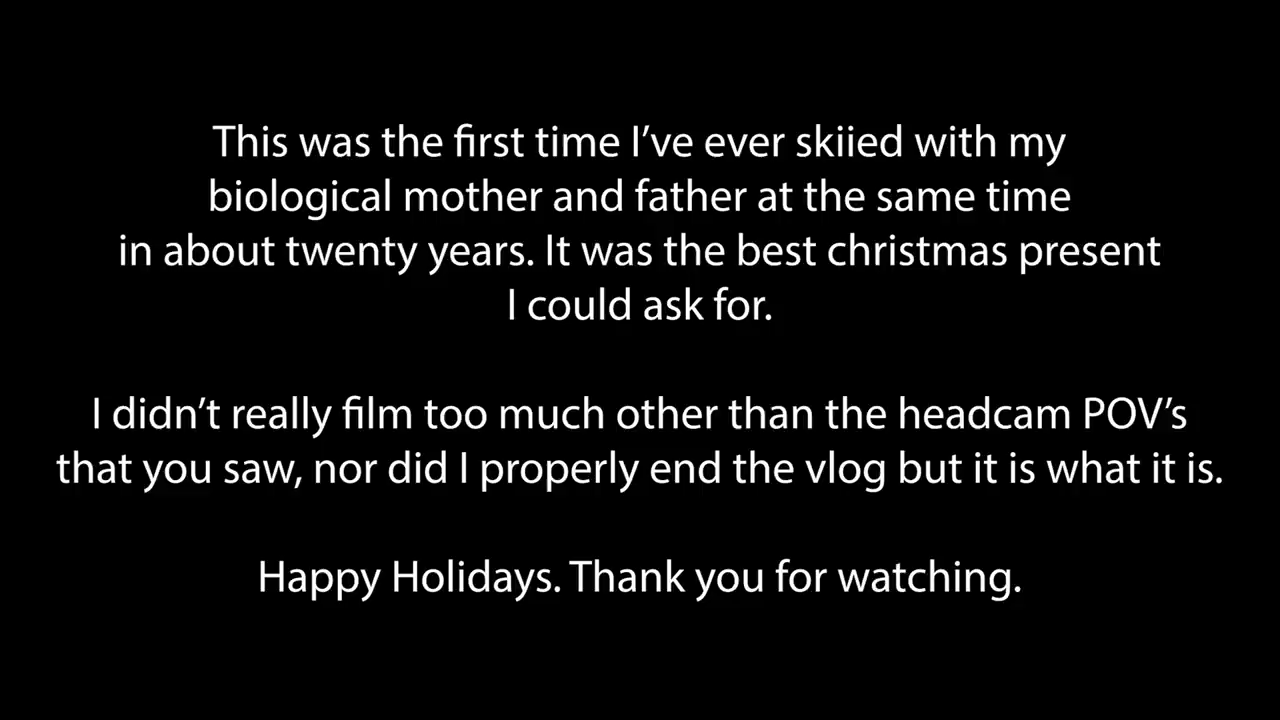 This was the first time I've ever skiied with my
biological mother and father at the same time
in about twenty years. It was the best christmas present
I could ask for.
I didn't really film too much other than the headcam POV's
that you saw, nor did I properly end the vlog but it is what it is.
Happy Holidays. Thank you for watching.